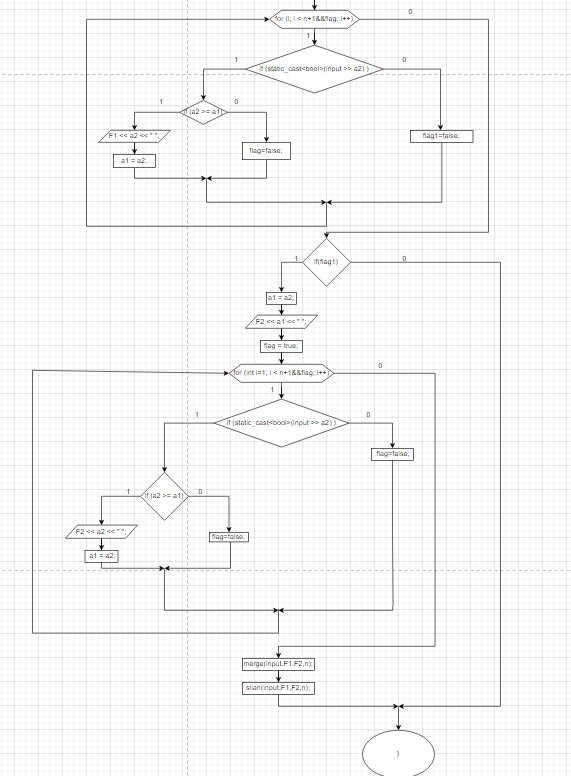 0
for (i; i < n+1&&flag; i++)
1
1
if (static_cast<bool>(input >> a2) )
0
1
if (a2 >= a1)
0
F1 << a2 << " ";
flag=false;
flag1=false;
a1 = a2;
1
if(flag1)
0
a1 = a2;
F2 << a1 << " ";
flag = true;
0
for (int i=1; i < n+1&&flag; i++)
1
1
if (static_cast<bool>(input >> a2) )
0
flag=false;
1
if (a2 >= a1)
0
F2 << a2 << " ";
flag=false;
a1 = a2;
merge(input,F1,F2,n);
slian(input,F1,F2,n);
}